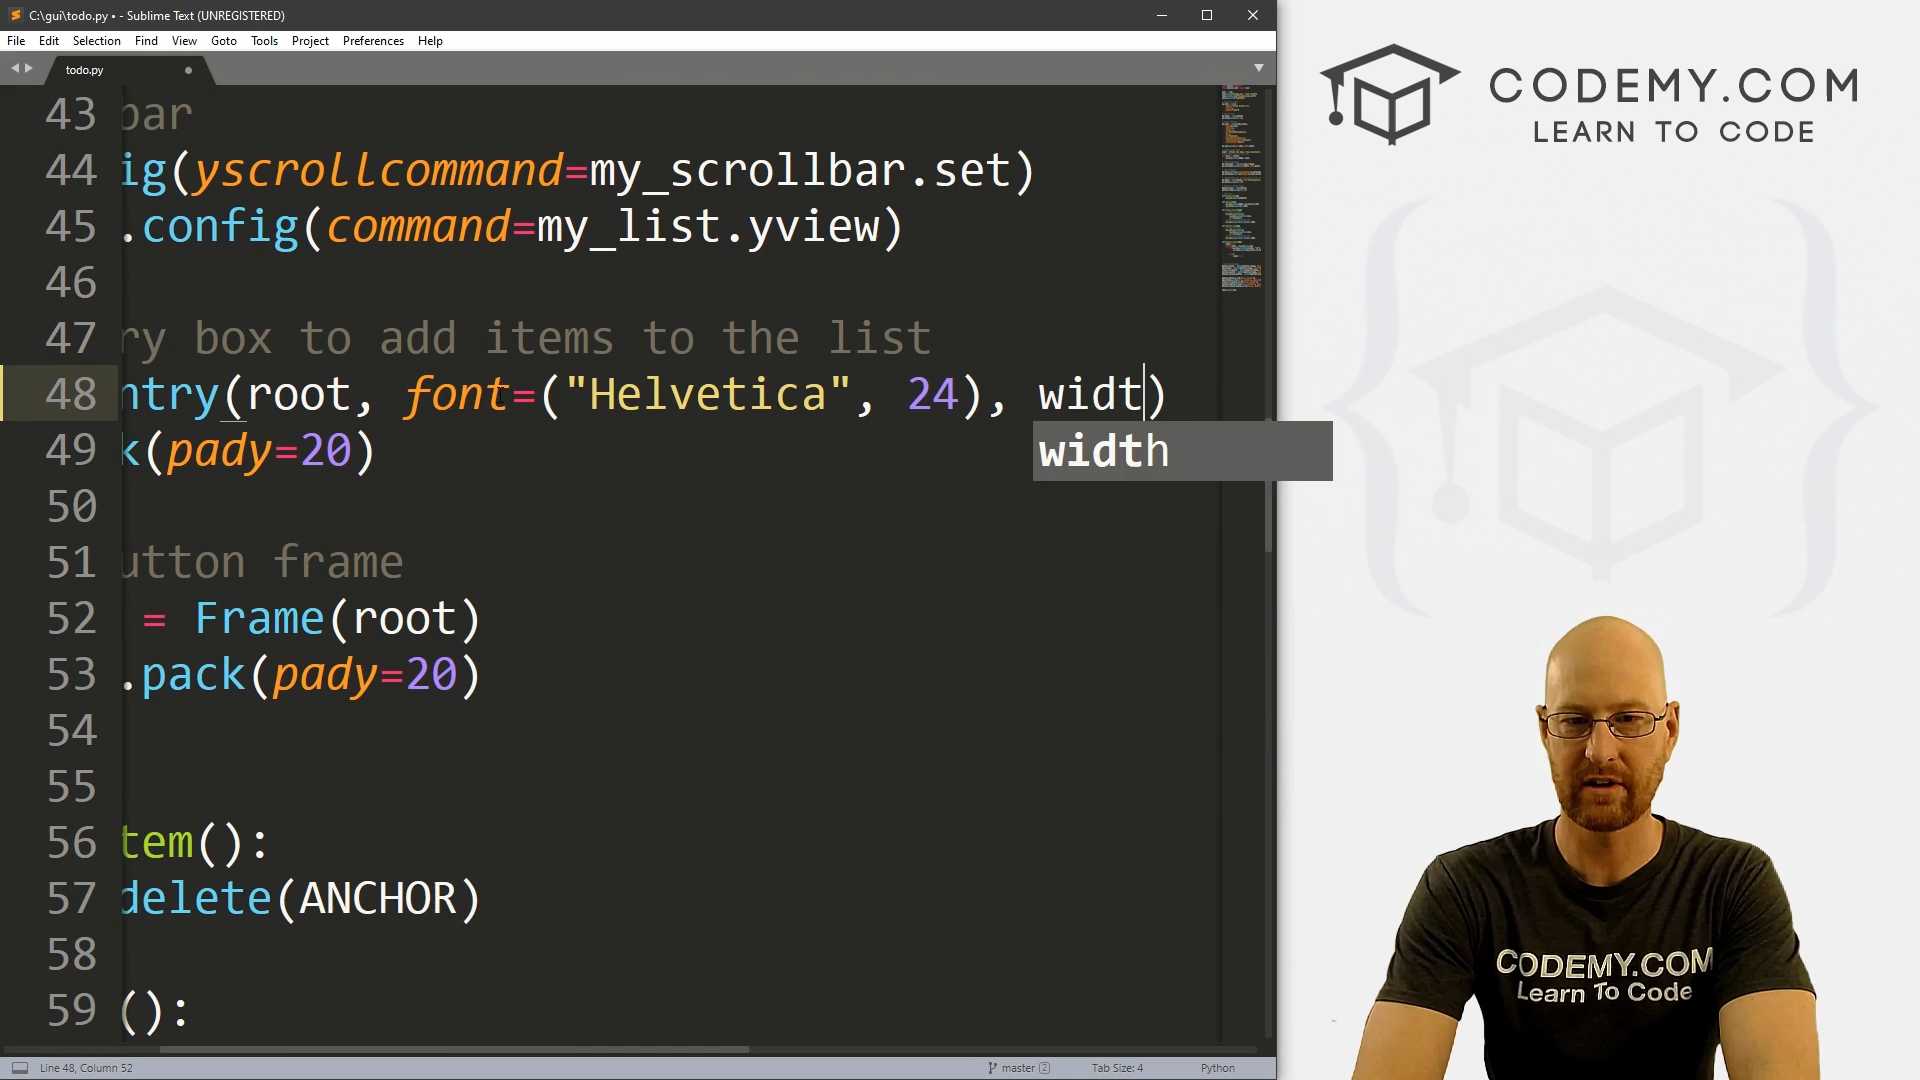 C:\gui\todo.py • - Sublime Text (UNREGISTERED)
File Edit Selection Find View Goto Tools Project Preferences Help
todo.py
43 bar
44 ig(yscrollcommand=my_scrollbar.set)
45 .config(command=my_list.yview)
46
47 ry box to add items to the list
48 ntry(root, font=("Helvetica", 24), widt)
width
49 k(pady=20)
50
51 utton frame
52 = Frame(root)
53 .pack(pady=20)
54
55
56 tem():
57 delete(ANCHOR)
58
59 ():
Line 48, Column 52
master 2
Tab Size: 4
Python
CODEMY.COM
LEARN TO CODE
CODEMY.COM
Learn To Code